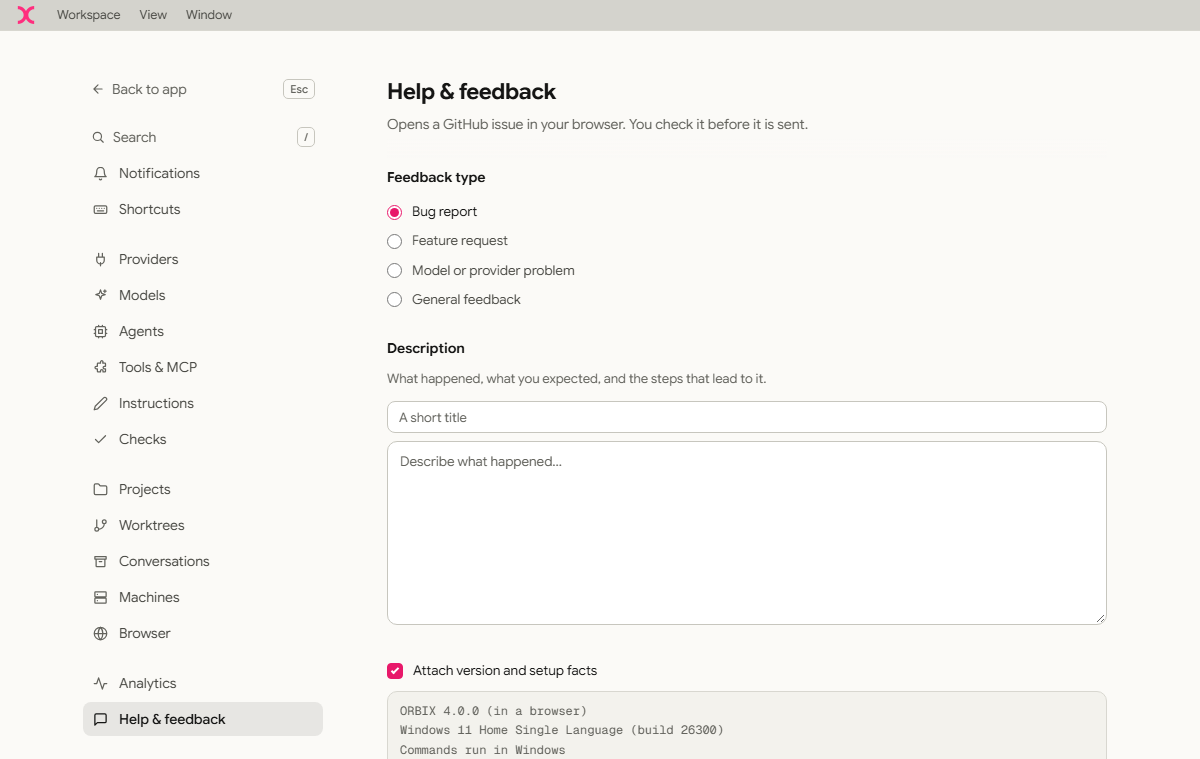 Workspace View Window
Back to app Esc
Search /
Notifications
Shortcuts
Providers
Models
Agents
Tools & MCP
Instructions
Checks
Projects
Worktrees
Conversations
Machines
Browser
Analytics
Help & feedback
Help & feedback
Opens a GitHub issue in your browser. You check it before it is sent.
Feedback type
Bug report
Feature request
Model or provider problem
General feedback
Description
What happened, what you expected, and the steps that lead to it.
A short title
Describe what happened...
Attach version and setup facts
ORBIX 4.0.0 (in a browser)
Windows 11 Home Single Language (build 26300)
Commands run in Windows